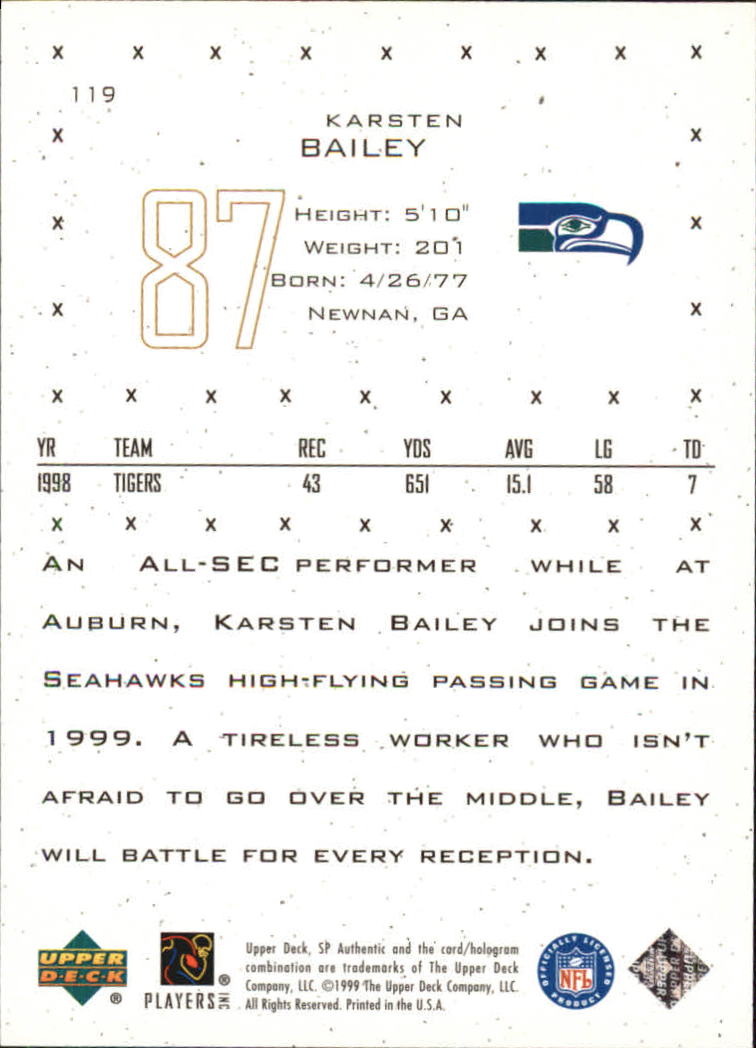 x x x x x x x x x
119
KARSTEN
x BAILEY x
87
x HEIGHT: 5'10" x
WEIGHT: 201
BORN: 4/26/77
x NEWNAN, GA x
x x x x x x x x x
YR TEAM REC YDS AVG LG TD
1998 TIGERS 43 651 15.1 58 7
x x x x x x x x x
AN ALL-SEC PERFORMER WHILE AT
AUBURN, KARSTEN BAILEY JOINS THE
SEAHAWKS HIGH-FLYING PASSING GAME IN
1999. A TIRELESS WORKER WHO ISN'T
AFRAID TO GO OVER THE MIDDLE, BAILEY
WILL BATTLE FOR EVERY RECEPTION.
UPPER
DECK
®
®
PLAYERS INC
Upper Deck, SP Authentic and the card/hologram
combination are trademarks of The Upper Deck
Company, LLC. ©1999 The Upper Deck Company, LLC.
All Rights Reserved. Printed in the U.S.A.
OFFICIALLY LICENSED
NFL
PRODUCT